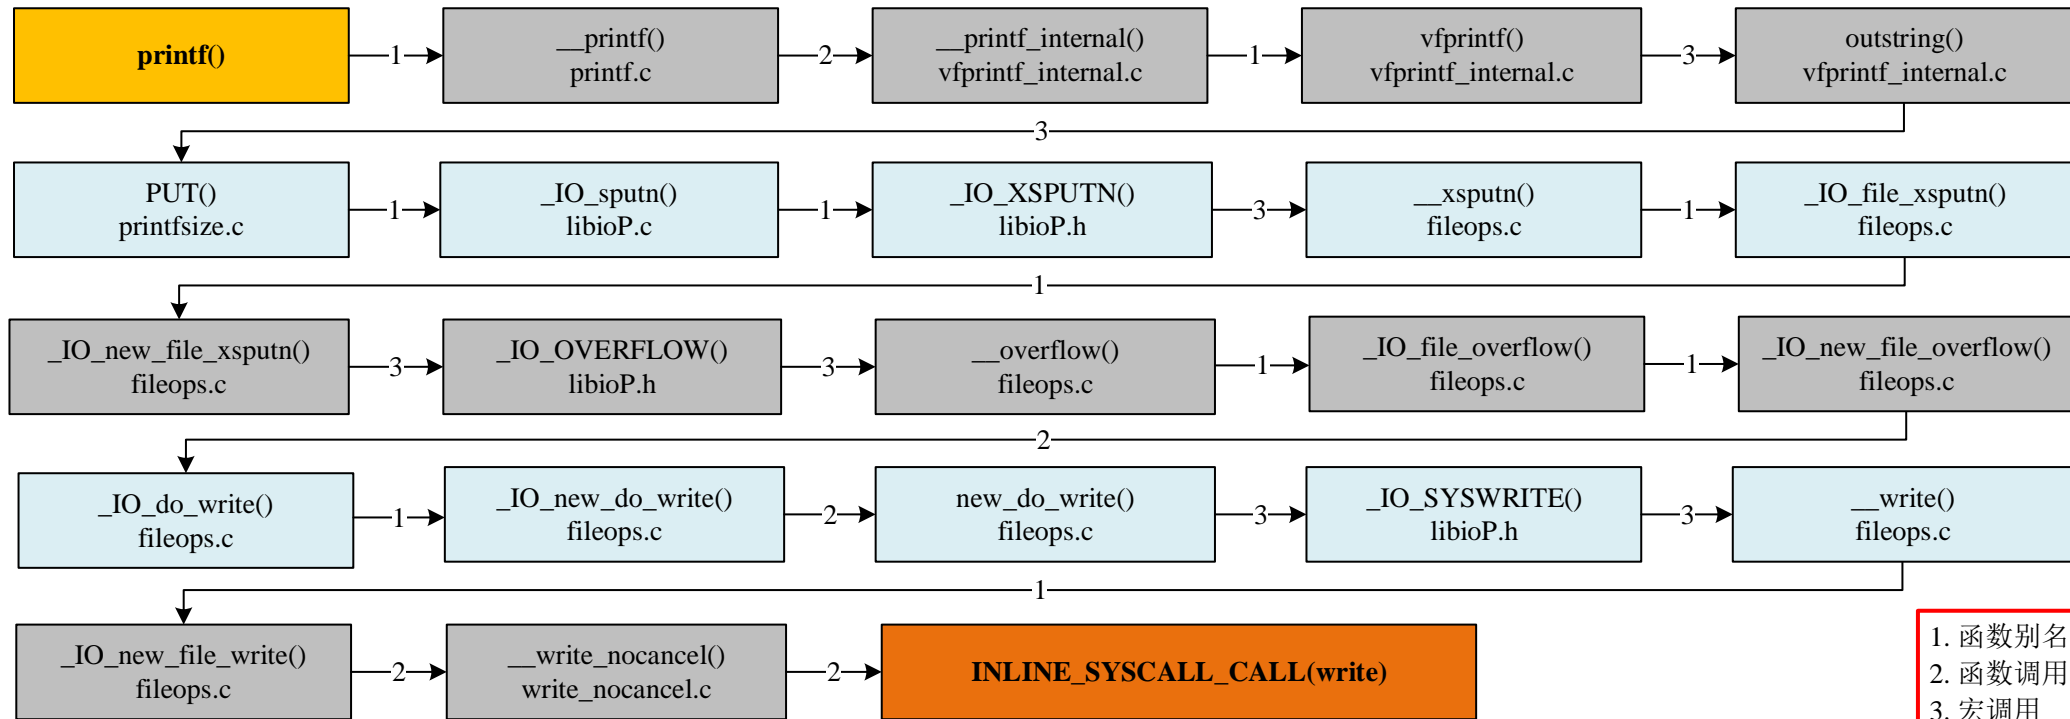 printf()
1
__printf()
printf.c
2
__printf_internal()
vfprintf_internal.c
1
vfprintf()
vfprintf_internal.c
3
outstring()
vfprintf_internal.c
3
PUT()
printfsize.c
1
_IO_sputn()
libioP.c
1
_IO_XSPUTN()
libioP.h
3
__xsputn()
fileops.c
1
_IO_file_xsputn()
fileops.c
1
_IO_new_file_xsputn()
fileops.c
3
_IO_OVERFLOW()
libioP.h
3
__overflow()
fileops.c
1
_IO_file_overflow()
fileops.c
1
_IO_new_file_overflow()
fileops.c
2
_IO_do_write()
fileops.c
1
_IO_new_do_write()
fileops.c
2
new_do_write()
fileops.c
3
_IO_SYSWRITE()
libioP.h
3
__write()
fileops.c
1
_IO_new_file_write()
fileops.c
2
__write_nocancel()
write_nocancel.c
2
INLINE_SYSCALL_CALL(write)
1. 函数别名
2. 函数调用
3. 宏调用